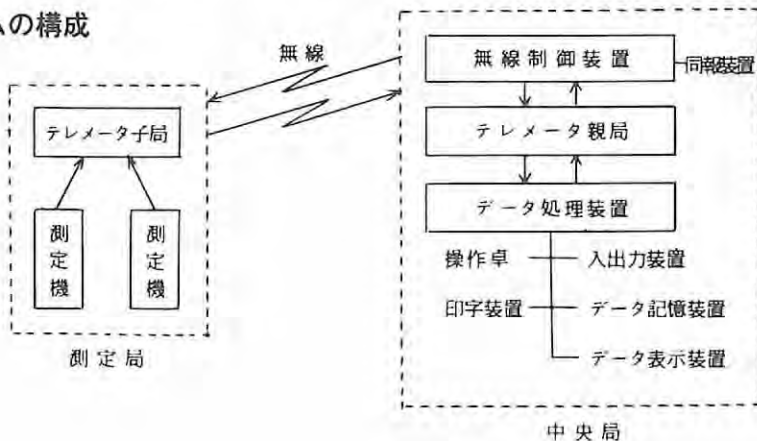 ムの構成
無線
テレメータ子局
測定機
測定機
測定局
無線制御装置
同報装置
テレメータ親局
データ処理装置
操作卓
入出力装置
印字装置
データ記憶装置
データ表示装置
中央局